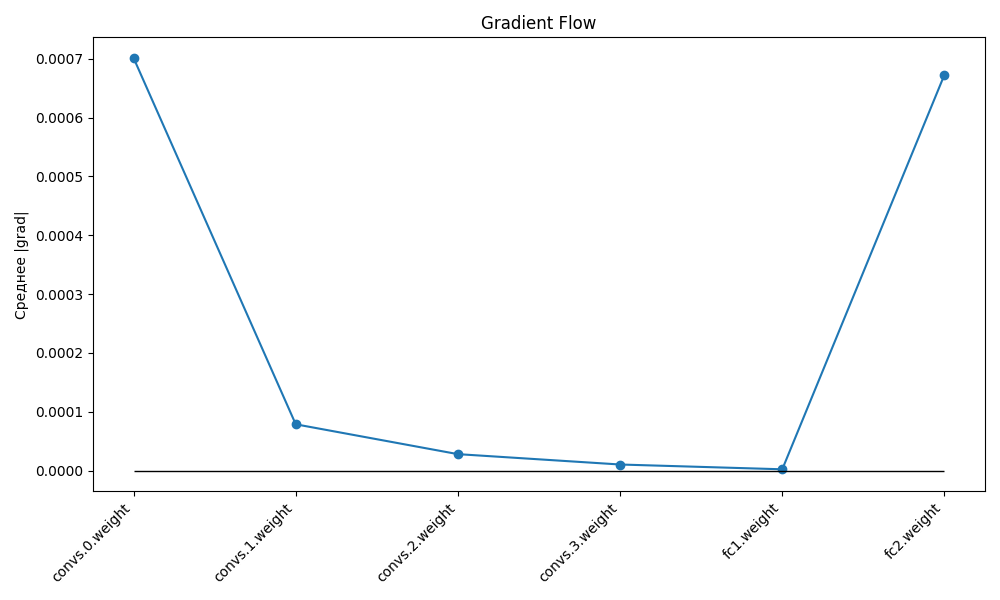 Gradient Flow
Среднее |grad|
0.0007
0.0006
0.0005
0.0004
0.0003
0.0002
0.0001
0.0000
convs.0.weight
convs.1.weight
convs.2.weight
convs.3.weight
fc1.weight
fc2.weight